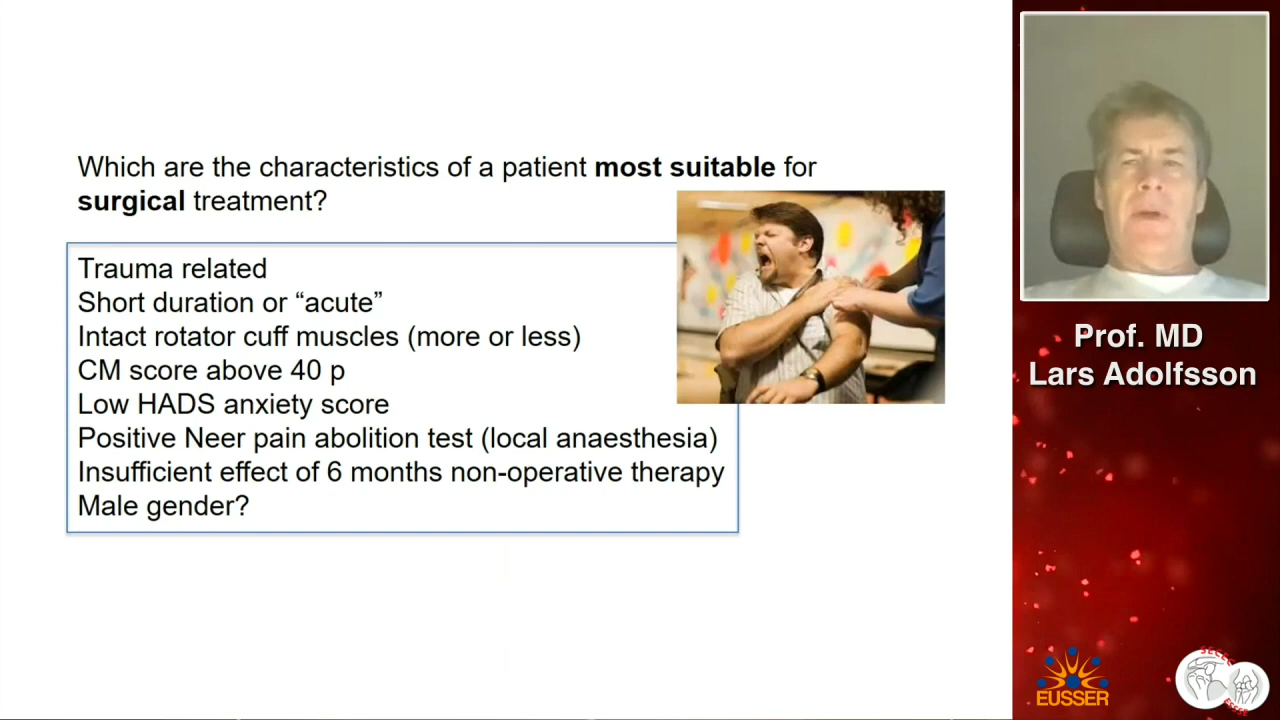 Which are the characteristics of a patient most suitable for
surgical treatment?
Trauma related
Short duration or “acute”
Intact rotator cuff muscles (more or less)
CM score above 40 p
Low HADS anxiety score
Positive Neer pain abolition test (local anaesthesia)
Insufficient effect of 6 months non-operative therapy
Male gender?
Prof. MD
Lars Adolfsson
EUSSER
SECEC
ESSSE